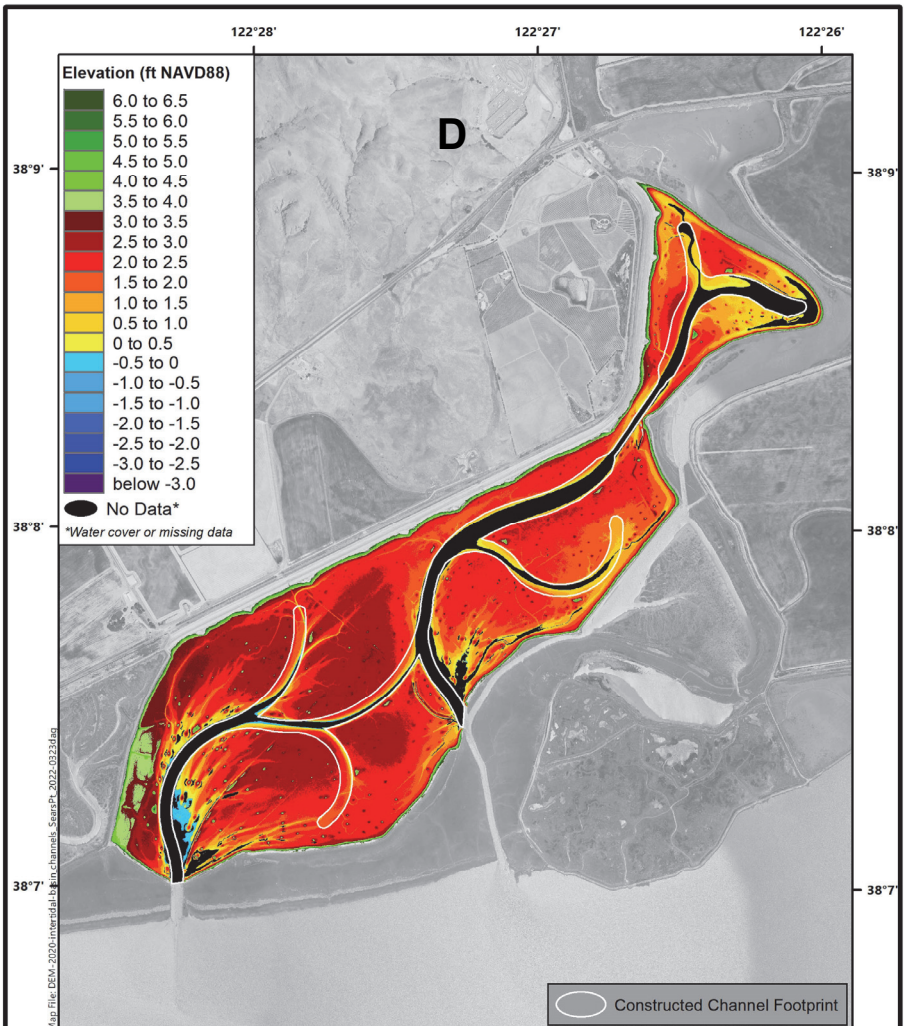 122°28' 122°27' 122°26'
Elevation (ft NAVD88)
6.0 to 6.5
5.5 to 6.0
5.0 to 5.5
4.5 to 5.0
4.0 to 4.5
3.5 to 4.0
3.0 to 3.5
2.5 to 3.0
2.0 to 2.5
1.5 to 2.0
1.0 to 1.5
0.5 to 1.0
0 to 0.5
-0.5 to 0
-1.0 to -0.5
-1.5 to -1.0
-2.0 to -1.5
-2.5 to -2.0
-3.0 to -2.5
below -3.0
No Data*
*Water cover or missing data
D
38°9' 38°9'
38°8' 38°8'
38°7' 38°7'
Map File: DEM-2020-intertidal-basin_channels_SearsPt_2022-0323daq
Constructed Channel Footprint